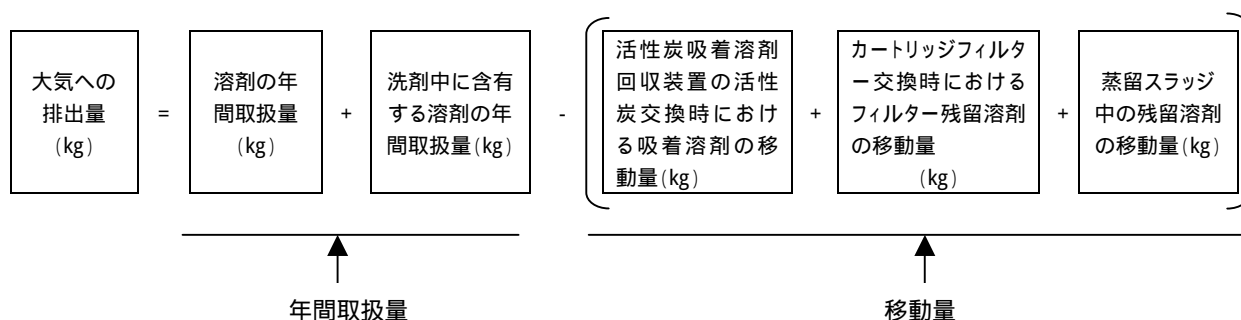 大気への
排出量
(kg)
=
溶剤の年
間取扱量
(kg)
+
洗剤中に含有
する溶剤の年
間取扱量(kg)
-
活性炭吸着溶剤
回収装置の活性
炭交換時におけ
る吸着溶剤の移
動量(kg)
+
カートリッジフィルタ
ー交換時における
フィルター残留溶剤
の移動量
(kg)
+
蒸留スラッジ
中の残留溶剤
の移動量(kg)
年間取扱量
移動量